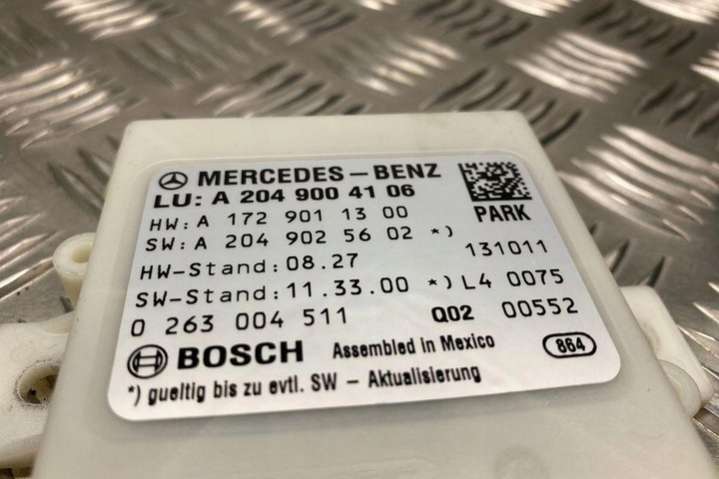 MERCEDES-BENZ
LU: A 204 900 41 06
PARK
HW: A 172 901 13 00
SW: A 204 902 56 02 *)
131011
HW-Stand: 08.27
SW-Stand: 11.33.00 *) L4 0075
0 263 004 511 Q02 00552
BOSCH Assembled in Mexico 864
*) gueltig bis zu evtl. SW - Aktualisierung